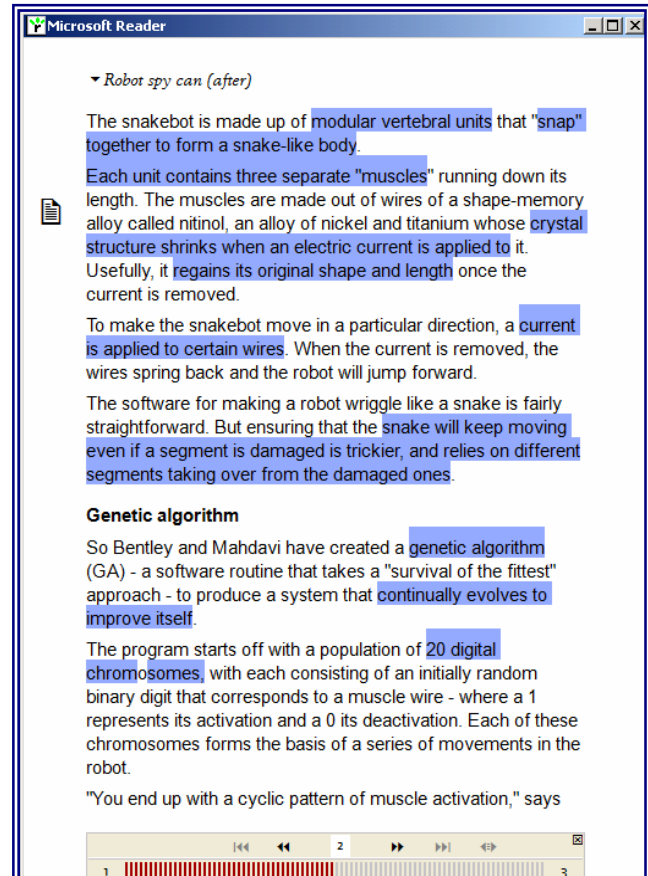 Microsoft Reader
Robot spy can (after)
The snakebot is made up of modular vertebral units that "snap"
together to form a snake-like body.
Each unit contains three separate "muscles" running down its
length. The muscles are made out of wires of a shape-memory
alloy called nitinol, an alloy of nickel and titanium whose crystal
structure shrinks when an electric current is applied to it.
Usefully, it regains its original shape and length once the
current is removed.
To make the snakebot move in a particular direction, a current
is applied to certain wires. When the current is removed, the
wires spring back and the robot will jump forward.
The software for making a robot wriggle like a snake is fairly
straightforward. But ensuring that the snake will keep moving
even if a segment is damaged is trickier, and relies on different
segments taking over from the damaged ones.
Genetic algorithm
So Bentley and Mahdavi have created a genetic algorithm
(GA) - a software routine that takes a "survival of the fittest"
approach - to produce a system that continually evolves to
improve itself.
The program starts off with a population of 20 digital
chromosomes, with each consisting of an initially random
binary digit that corresponds to a muscle wire - where a 1
represents its activation and a 0 its deactivation. Each of these
chromosomes forms the basis of a series of movements in the
robot.
"You end up with a cyclic pattern of muscle activation," says
2
1 3